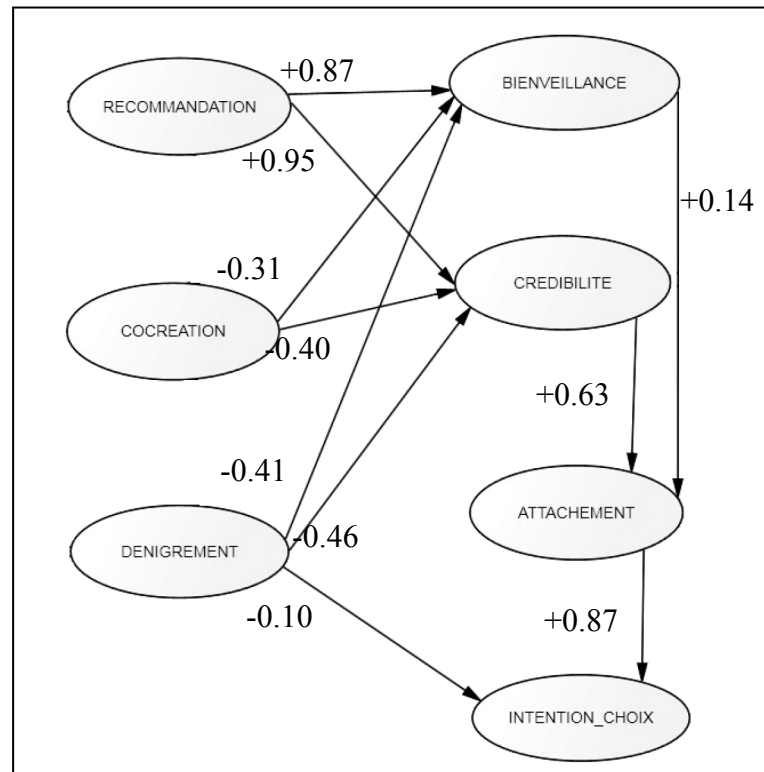 +0.87
BIENVEILLANCE
RECOMMANDATION
+0.95
+0.14
-0.31
CREDIBILITE
COCREATION
-0.40
+0.63
-0.41
ATTACHEMENT
-0.46
DENIGREMENT
-0.10
+0.87
INTENTION_CHOIX